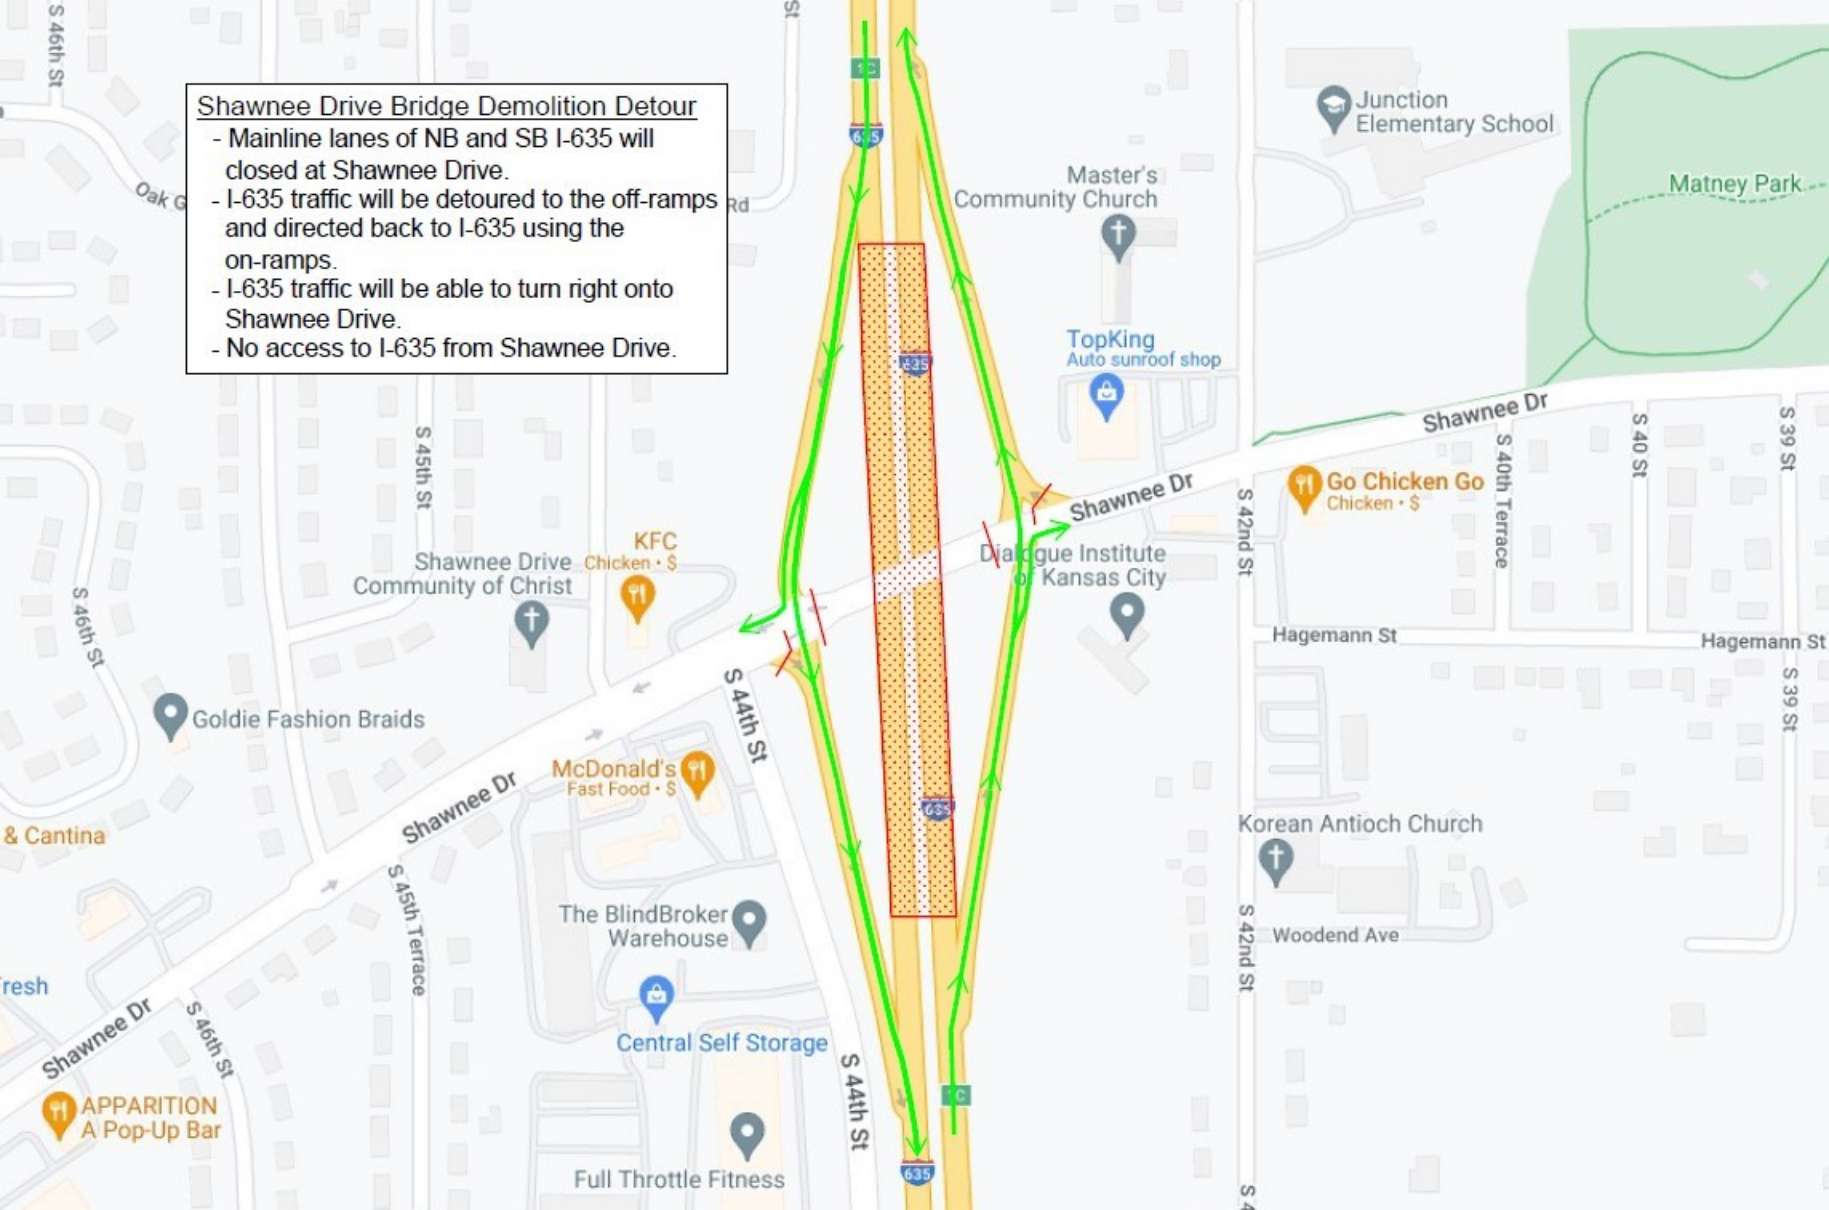 S 46th St
St
1C
635
Shawnee Drive Bridge Demolition Detour
- Mainline lanes of NB and SB I-635 will
closed at Shawnee Drive.
- I-635 traffic will be detoured to the off-ramps
and directed back to I-635 using the
on-ramps.
- I-635 traffic will be able to turn right onto
Shawnee Drive.
- No access to I-635 from Shawnee Drive.
Oak G
Rd
Junction
Elementary School
Matney Park
Master's
Community Church
TopKing
Auto sunroof shop
635
Shawnee Dr
S 45th St
S 40th Terrace
S 40 St
S 39 St
Go Chicken Go
Chicken • $
Shawnee Dr
S 42nd St
KFC
Chicken • $
Shawnee Drive
Community of Christ
Dialogue Institute
of Kansas City
S 46th St
Hagemann St
Hagemann St
S 39 St
Goldie Fashion Braids
S 44th St
McDonald's
Fast Food • $
Shawnee Dr
635
& Cantina
Korean Antioch Church
S 45th Terrace
The BlindBroker
Warehouse
S 42nd St
Woodend Ave
Fresh
Shawnee Dr
S 46th St
Central Self Storage
S 44th St
1C
APPARITION
A Pop-Up Bar
Full Throttle Fitness
635
S 4